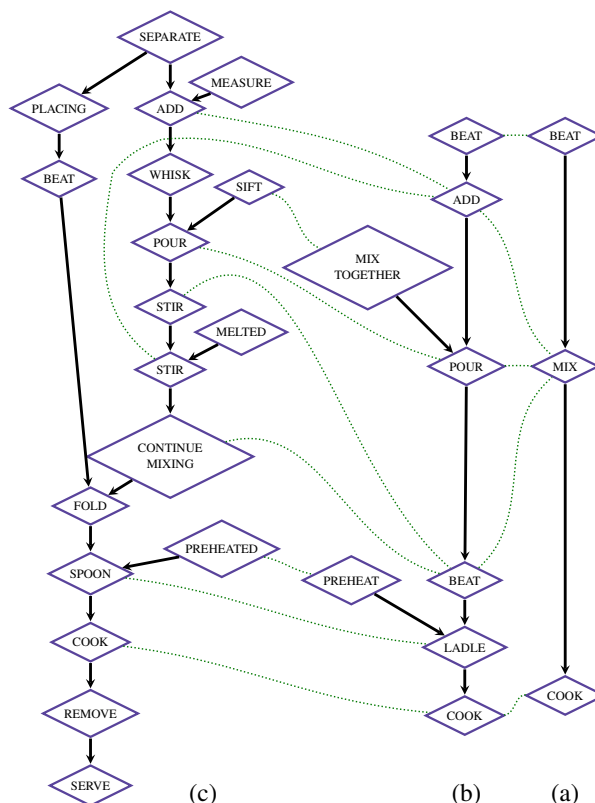 SEPARATE
MEASURE
PLACING
ADD
BEAT
BEAT
BEAT
WHISK
SIFT
ADD
POUR
MIX
TOGETHER
STIR
MELTED
STIR
POUR
MIX
CONTINUE
MIXING
FOLD
PREHEATED
SPOON
PREHEAT
BEAT
COOK
LADLE
COOK
REMOVE
COOK
SERVE
(c)
(b)
(a)